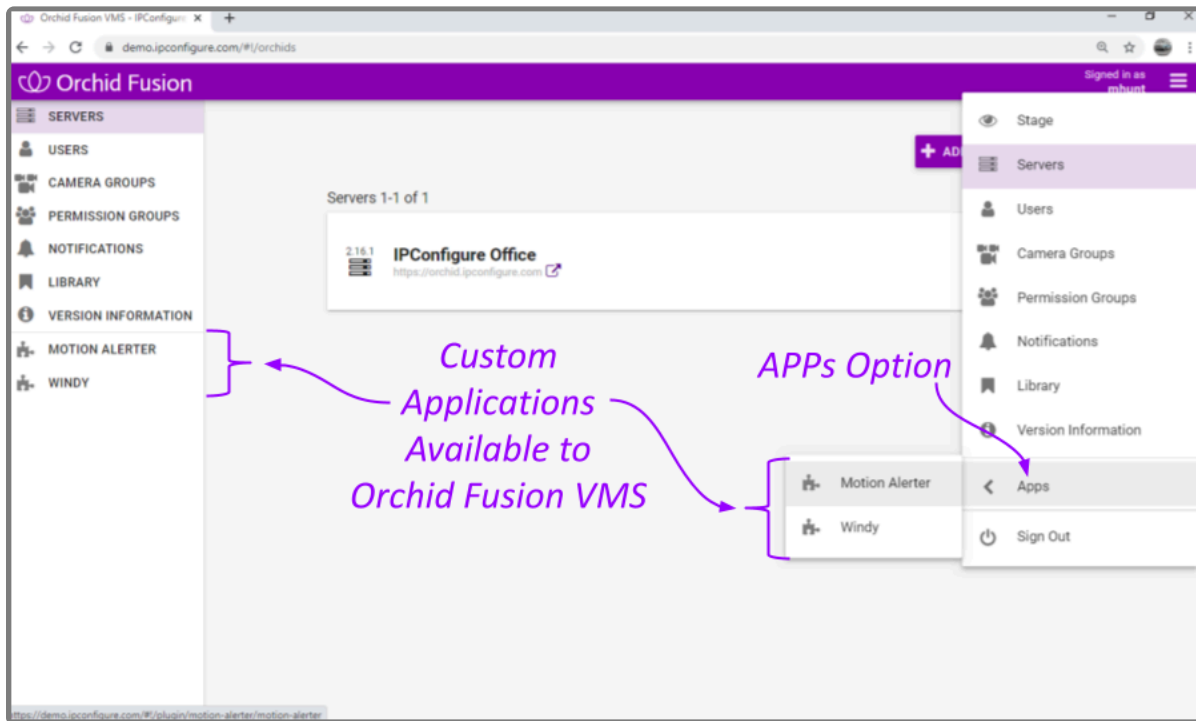 Orchid Fusion VMS - IPConfigur
demo.ipconfigure.com/#!/orchids
Orchid Fusion
Signed in as
mhunt
SERVERS
USERS
CAMERA GROUPS
PERMISSION GROUPS
NOTIFICATIONS
LIBRARY
VERSION INFORMATION
MOTION ALERTER
WINDY
+ AD
Servers 1-1 of 1
2.16.1
IPConfigure Office
https://orchid.ipconfigure.com
Custom
Applications
Available to
Orchid Fusion VMS
APPs Option
Stage
Servers
Users
Camera Groups
Permission Groups
Notifications
Library
Version Information
Apps
Sign Out
Motion Alerter
Windy
https://demo.ipconfigure.com/#!/plugin/motion-alerter/motion-alerter